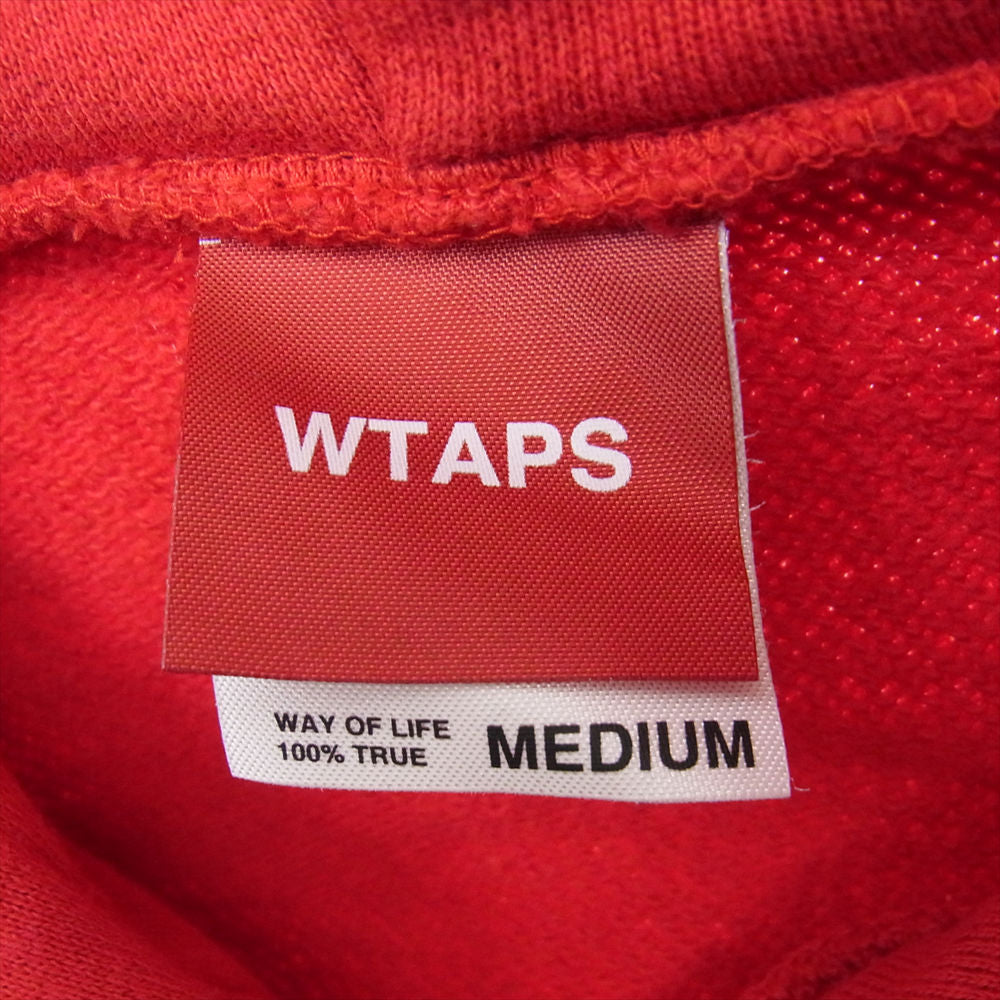 WTAPS
WAY OF LIFE
100% TRUE
MEDIUM